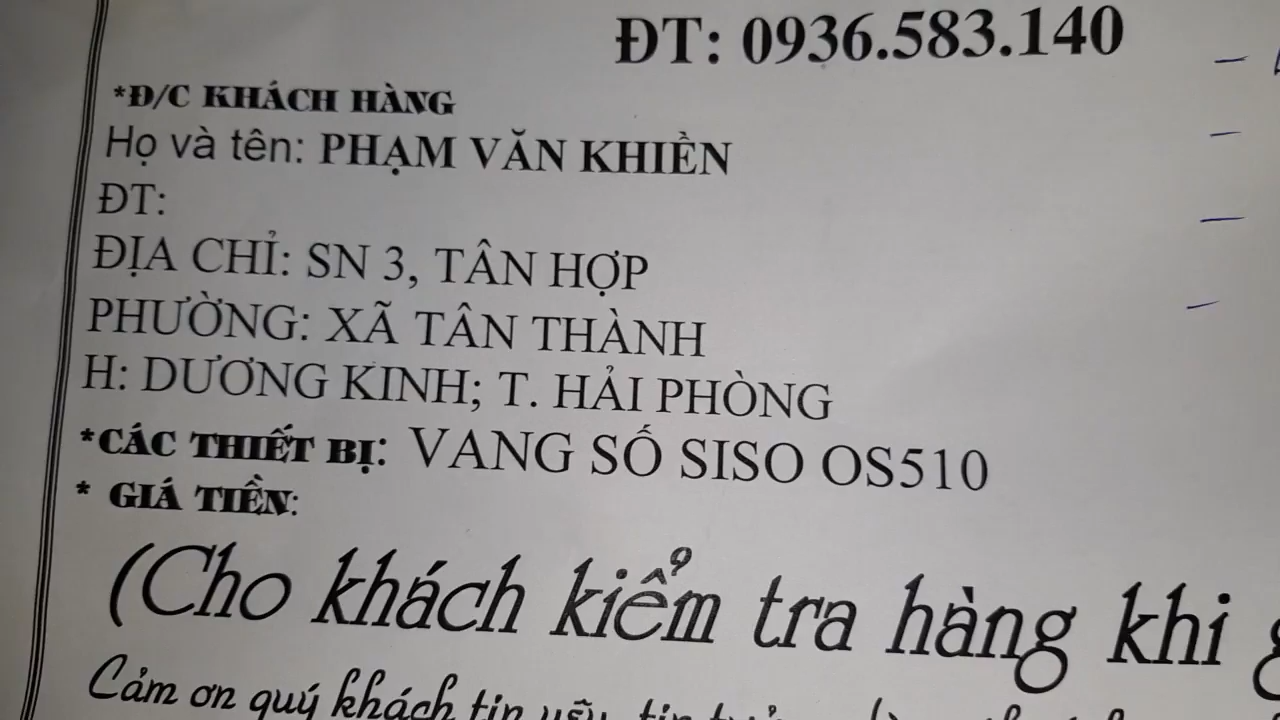 ĐT: 0936.583.140
*Đ/C KHÁCH HÀNG
Họ và tên: PHẠM VĂN KHIỀN
ĐT:
ĐỊA CHỈ: SN 3, TÂN HỢP
PHƯỜNG: XÃ TÂN THÀNH
H: DƯƠNG KINH; T. HẢI PHÒNG
*CÁC THIẾT BỊ: VANG SỐ SISO OS510
* GIÁ TIỀN:
(Cho khách kiểm tra hàng khi
Cảm ơn quý khách tin